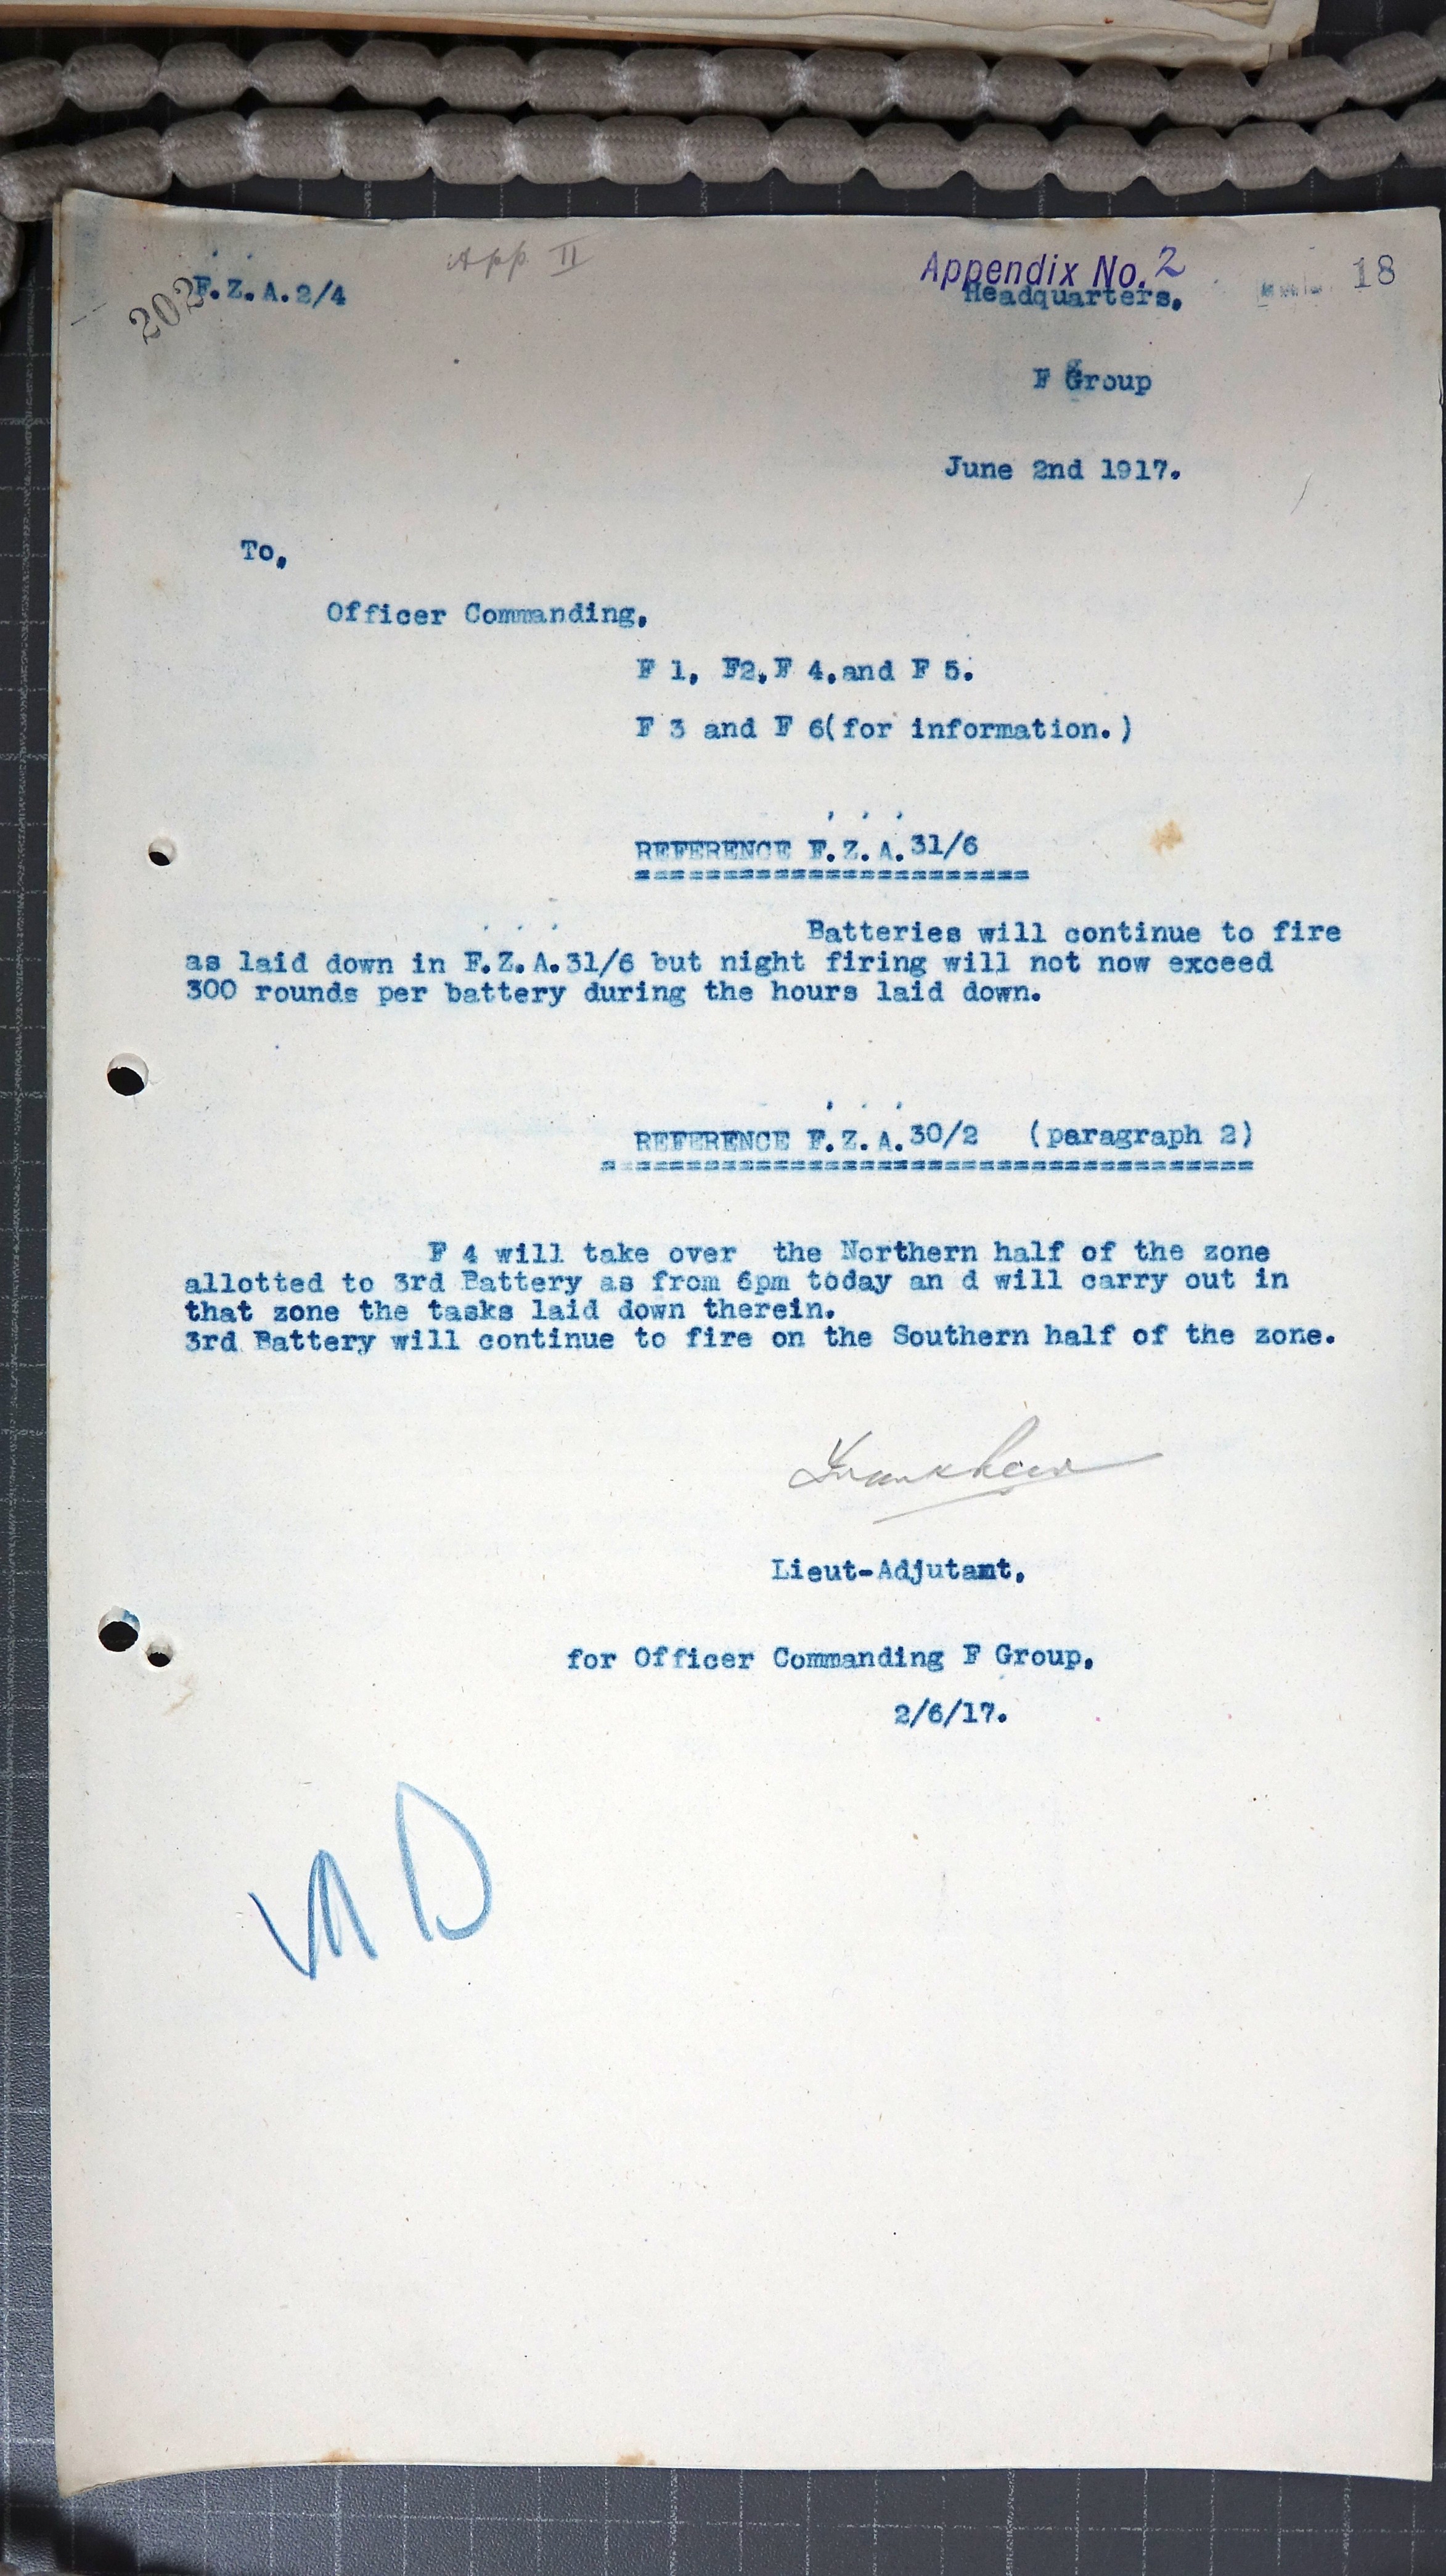 App II
Appendix No. 2
18
202
F.Z.A.2/4
Headquarters,
F Group
June 2nd 1917.
To,
Officer Commanding,
F 1, F2, F 4,and F 5.
F 3 and F 6(for information.)
REFERENCE F.Z.A.31/6
Batteries will continue to fire
as laid down in F.Z.A.31/6 but night firing will not now exceed
300 rounds per battery during the hours laid down.
REFERENCE F.Z.A.30/2 (paragraph 2)
F 4 will take over the Northern half of the zone
allotted to 3rd Battery as from 6pm today an d will carry out in
that zone the tasks laid down therein.
3rd Battery will continue to fire on the Southern half of the zone.
Lieut-Adjutant,
for Officer Commanding F Group,
2/6/17.